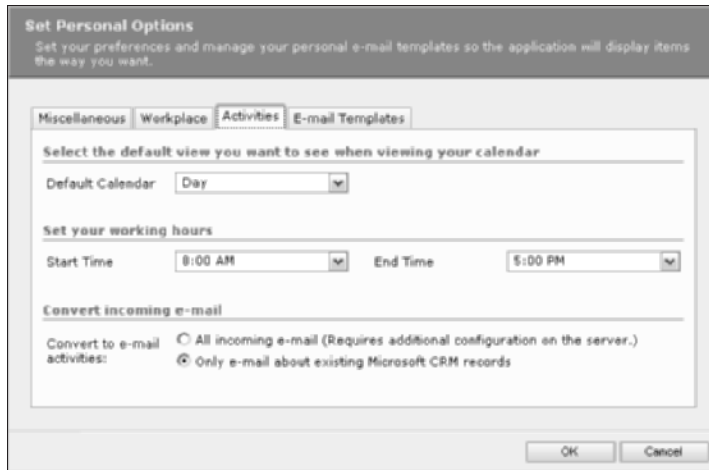 Set Personal Options
Set your preferences and manage your personal e-mail templates so the application will display items
the way you want.
Miscellaneous Workplace Activities E-mail Templates
Select the default view you want to see when viewing your calendar
Default Calendar Day
Set your working hours
Start Time 8:00 AM End Time 5:00 PM
Convert incoming e-mail
Convert to e-mail
activities:
All incoming e-mail (Requires additional configuration on the server.)
Only e-mail about existing Microsoft CRM records
OK Cancel